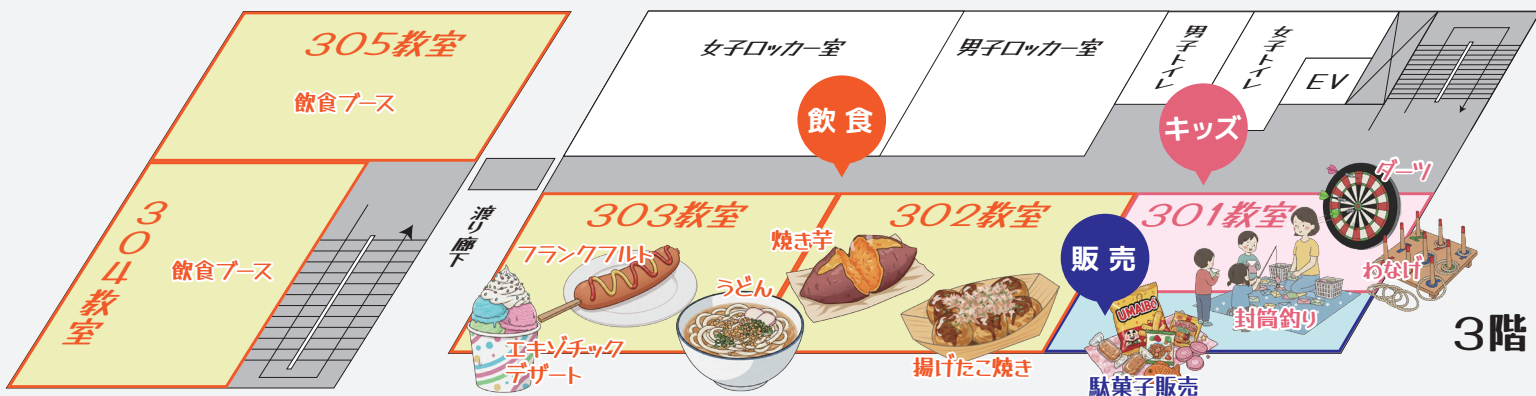 305教室
飲食ブース
304教室
飲食ブース
渡り廊下
女子ロッカー室
男子ロッカー室
男子トイレ
女子トイレ
EV
飲食
キッズ
303教室
フランクフルト
うどん
エキゾチック
デザート
302教室
焼き芋
揚げたこ焼き
販売
UMAIBO
駄菓子販売
301教室
ダーツ
わなげ
封筒釣り
3階